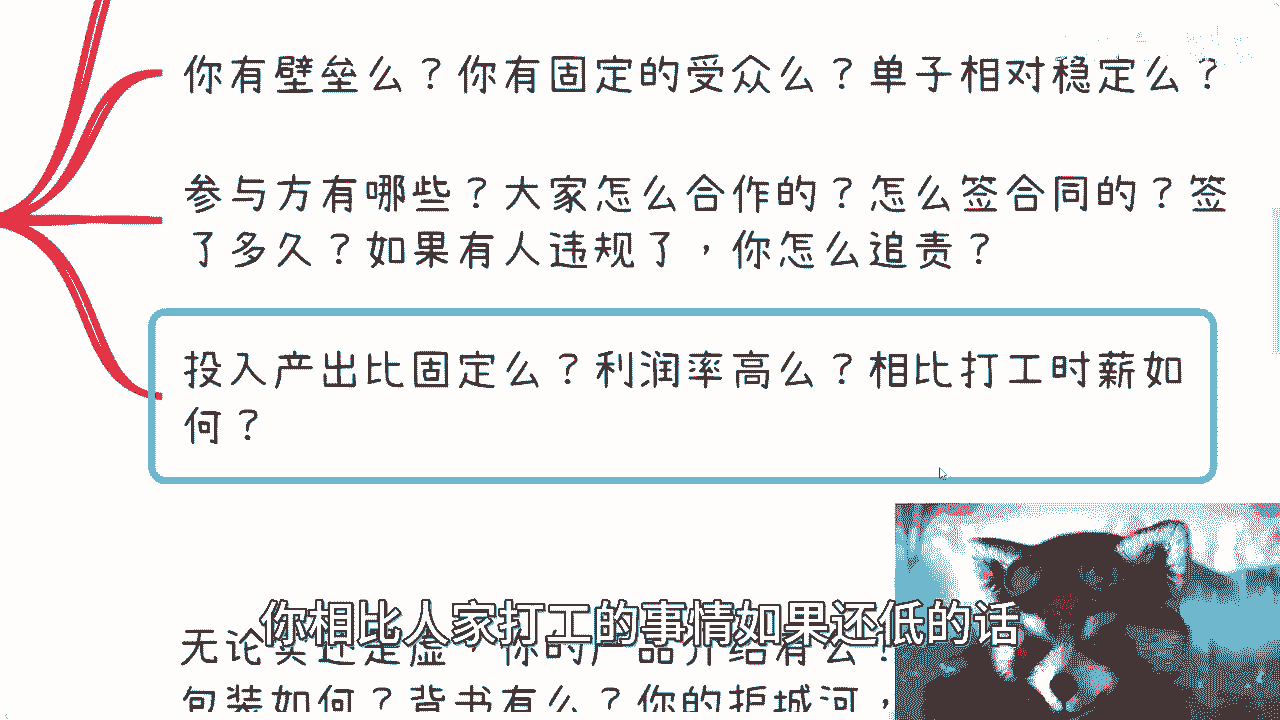 你有壁垒么？你有固定的受众么？单子相对稳定么？
参与方有哪些？大家怎么合作的？怎么签合同的？签
了多久？如果有人违规了，你怎么追责？
投入产出比固定么？利润率高么？相比打工时薪如
何？
你相比人家打工的事情如果还低的话
无论实还是虚，你的产品介绍有么？
包装如何？背书有么？你的护城河，